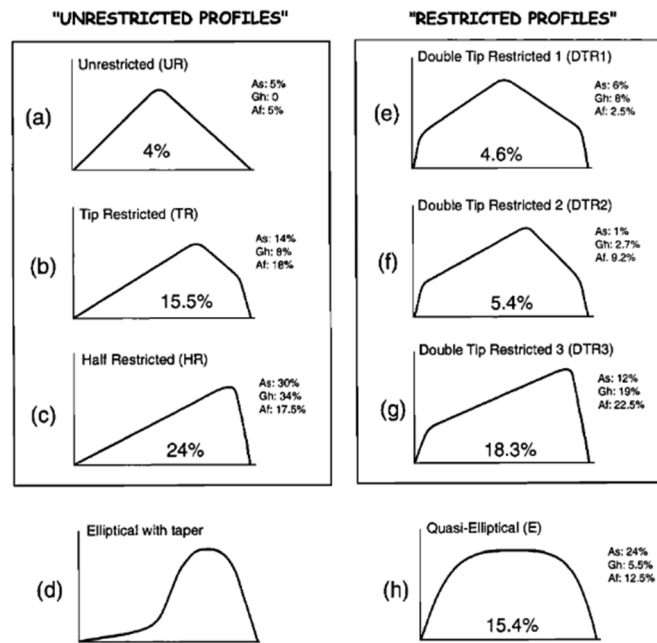 "UNRESTRICTED PROFILES"
(a)
Unrestricted (UR)
As: 5%
Gh: 0
Af: 5%
4%
(b)
Tip Restricted (TR)
As: 14%
Gh: 8%
Af: 18%
15.5%
(c)
Half Restricted (HR)
As: 30%
Gh: 34%
Af: 17.5%
24%
(d)
Elliptical with taper
"RESTRICTED PROFILES"
(e)
Double Tip Restricted 1 (DTR1)
As: 6%
Gh: 8%
Af: 2.5%
4.6%
(f)
Double Tip Restricted 2 (DTR2)
As: 1%
Gh: 2.7%
Af: 9.2%
5.4%
(g)
Double Tip Restricted 3 (DTR3)
As: 12%
Gh: 19%
Af: 22.5%
18.3%
(h)
Quasi-Elliptical (E)
As: 24%
Gh: 5.5%
Af: 12.5%
15.4%